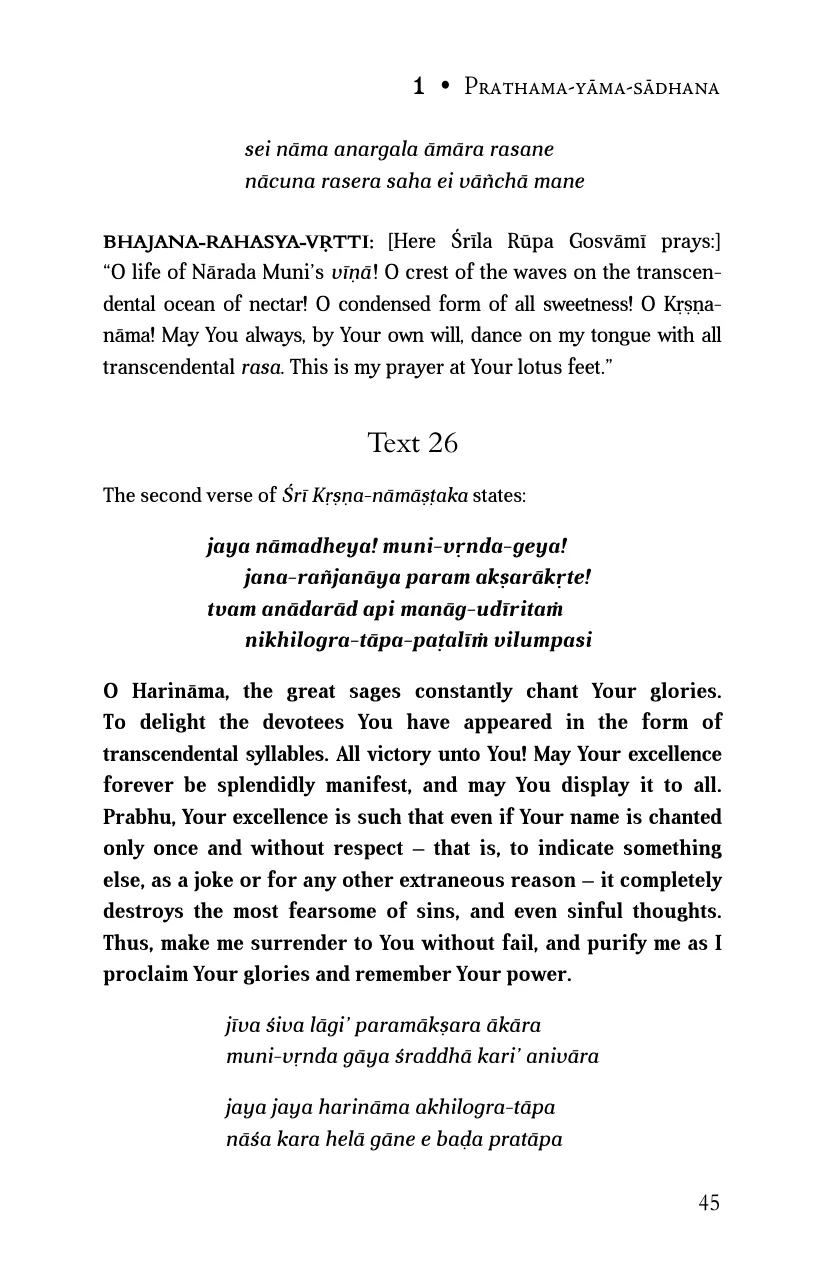 1 • Prathama-yāma-sādhana
sei nāma anargala āmāra rasane
nācuna rasera saha ei vāñchā mane
BHAJANA-RAHASYA-VṚTTI: [Here Śrīla Rūpa Gosvāmī prays:]
“O life of Nārada Muni’s vīṇā! O crest of the waves on the transcen-
dental ocean of nectar! O condensed form of all sweetness! O Kṛṣṇa-
nāma! May You always, by Your own will, dance on my tongue with all
transcendental rasa. This is my prayer at Your lotus feet.”
Text 26
The second verse of Śrī Kṛṣṇa-nāmāṣṭaka states:
jaya nāmadheya! muni-vṛnda-geya!
jana-rañjanāya param akṣarākṛte!
tvam anādarād api manāg-udīritaṁ
nikhilogra-tāpa-paṭalīṁ vilumpasi
O Harināma, the great sages constantly chant Your glories.
To delight the devotees You have appeared in the form of
transcendental syllables. All victory unto You! May Your excellence
forever be splendidly manifest, and may You display it to all.
Prabhu, Your excellence is such that even if Your name is chanted
only once and without respect – that is, to indicate something
else, as a joke or for any other extraneous reason – it completely
destroys the most fearsome of sins, and even sinful thoughts.
Thus, make me surrender to You without fail, and purify me as I
proclaim Your glories and remember Your power.
jīva śiva lāgi’ paramākṣara ākāra
muni-vṛnda gāya śraddhā kari’ anivāra
jaya jaya harināma akhilogra-tāpa
nāśa kara helā gāne e baḍa pratāpa
45